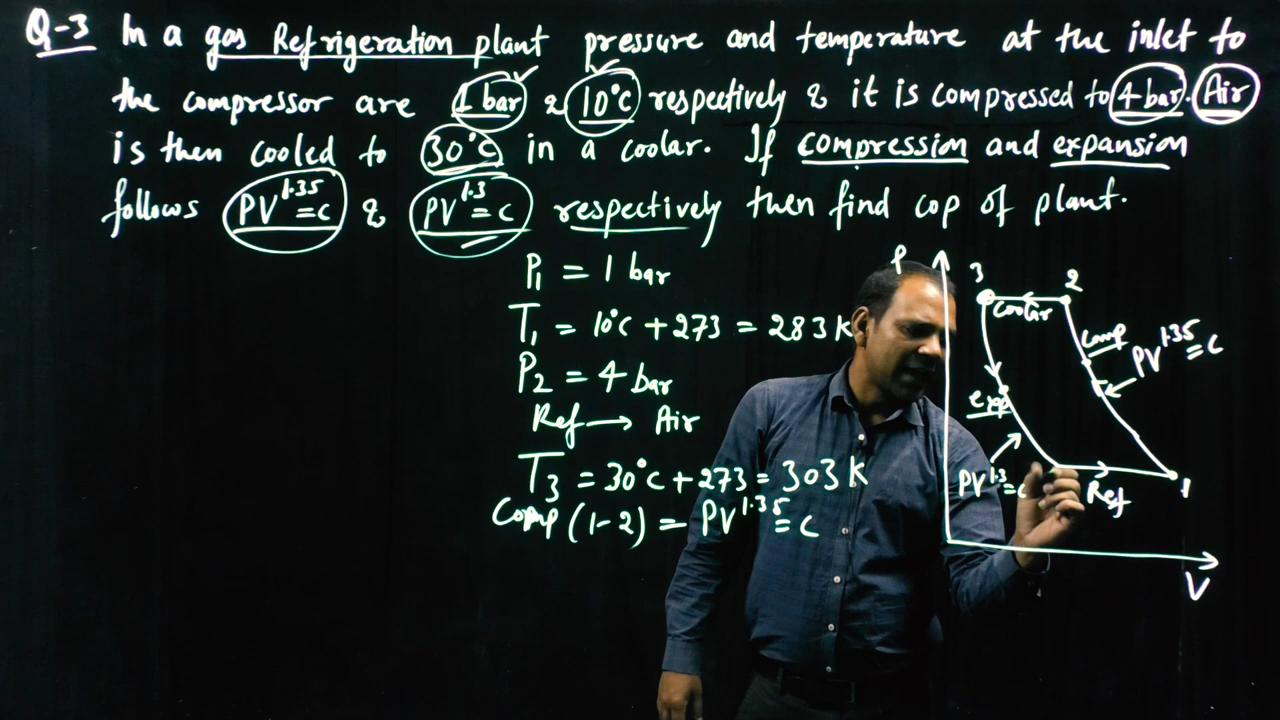 Q-3 In a gas Refrigeration plant pressure and temperature at the inlet to
the compressor are 1 bar & 10°C respectively & it is compressed to 4 bar. Air
is then cooled to 30°C in a coolar. If compression and expansion
follows PV^1.35 = C & PV^1.3 = C respectively then find cop of plant.
P1 = 1 bar
T1 = 10°C + 273 = 283 K
P2 = 4 bar
Ref → Air
T3 = 30°C + 273 = 303 K
Comp (1-2) = PV^1.35 = C
P
3
2
Coolar
Comp
PV^1.35 = C
exp
PV^1.3 = C
Ref
1
V